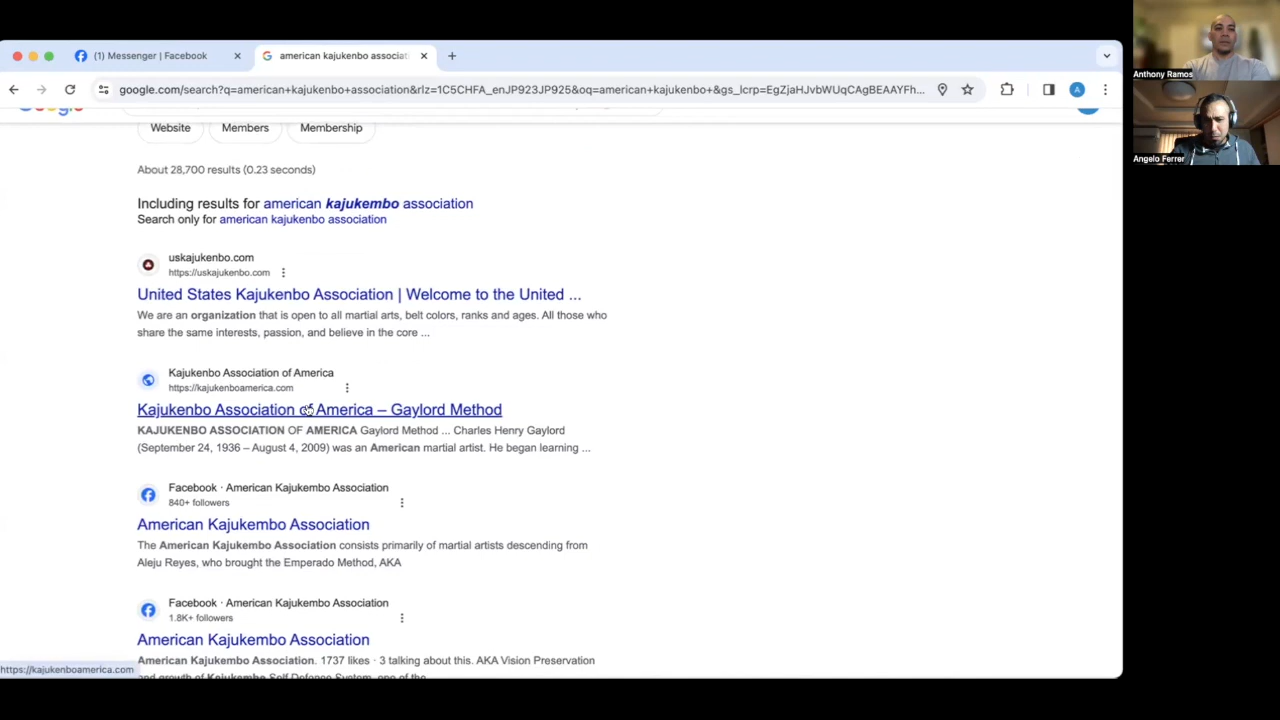 (1) Messenger | Facebook
american kajukenbo associati
google.com/search?q=american+kajukenbo+association&rlz=1C5CHFA_enJP923JP925&oq=american+kajukenbo+&gs_lcrp=EgZjaHJvbWUqCAgBEAAYFh...
A
Website
Members
Membership
About 28,700 results (0.23 seconds)
Including results for american kajukembo association
Search only for american kajukenbo association
uskajukenbo.com
https://uskajukenbo.com
United States Kajukenbo Association | Welcome to the United ...
We are an organization that is open to all martial arts, belt colors, ranks and ages. All those who
share the same interests, passion, and believe in the core ...
Kajukenbo Association of America
https://kajukenboamerica.com
Kajukenbo Association of America – Gaylord Method
KAJUKENBO ASSOCIATION OF AMERICA Gaylord Method ... Charles Henry Gaylord
(September 24, 1936 – August 4, 2009) was an American martial artist. He began learning ...
Facebook · American Kajukembo Association
840+ followers
American Kajukembo Association
The American Kajukembo Association consists primarily of martial artists descending from
Aleju Reyes, who brought the Emperado Method, AKA
Facebook · American Kajukembo Association
1.8K+ followers
American Kajukembo Association
American Kajukembo Association. 1737 likes · 3 talking about this. AKA Vision Preservation
and growth of Kajukembo Self Defense System, one of the
https://kajukenboamerica.com
Anthony Ramos
Angelo Ferrer